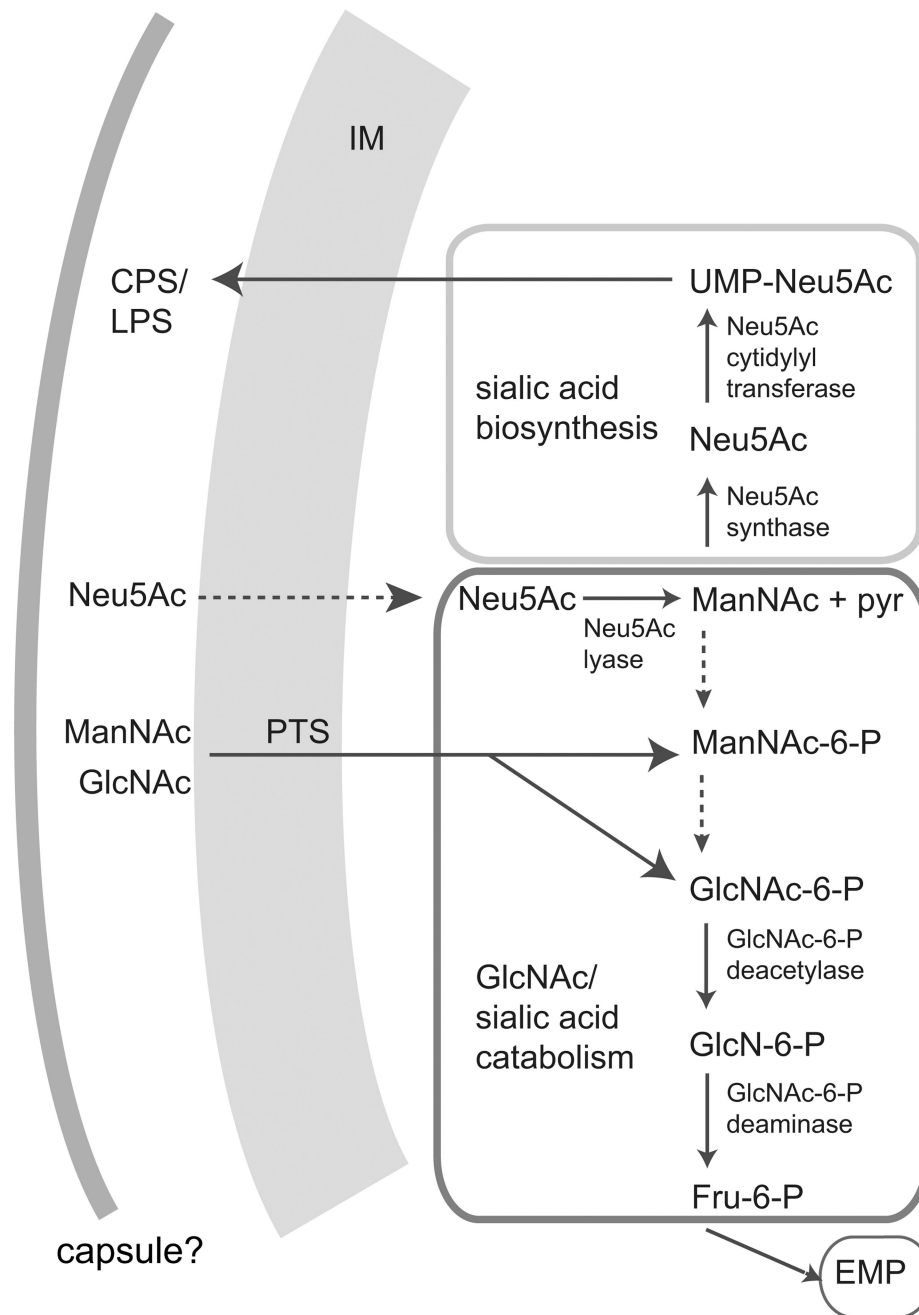 IM
CPS/
LPS
UMP-Neu5Ac
Neu5Ac
cytidylyl
transferase
sialic acid
biosynthesis
Neu5Ac
Neu5Ac
synthase
Neu5Ac
Neu5Ac
ManNAc + pyr
Neu5Ac
lyase
ManNAc
GlcNAc
PTS
ManNAc-6-P
GlcNAc-6-P
GlcNAc-6-P
deacetylase
GlcNAc/
sialic acid
catabolism
GlcN-6-P
GlcNAc-6-P
deaminase
Fru-6-P
capsule?
EMP